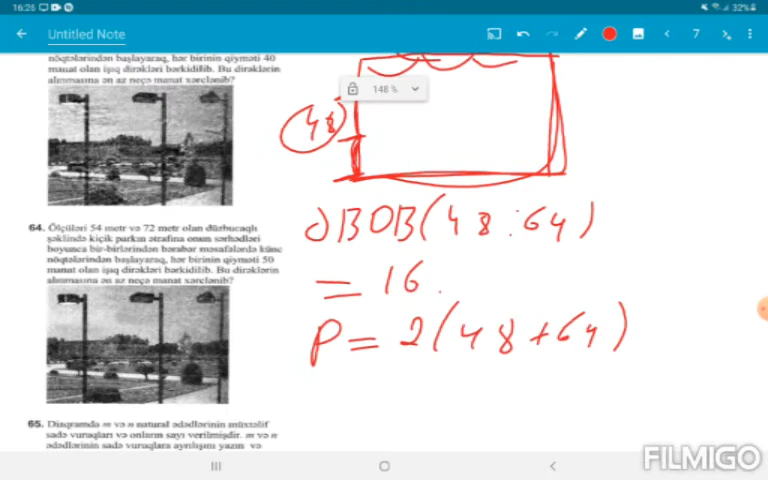 16:26
32%
Untitled Note
7
nöqtələrindən başlayaraq, hər birinin qiyməti 40
manat olan işıq dirəkləri bərkidilib. Bu dirəklərin
alınmasına ən az neçə manat xərclənib?
148 %
48
64. Ölçüləri 54 metr və 72 metr olan düzbucaqlı
şəklində kiçik parkın ətrafına onun sərhədləri
boyunca bir-birlərindən bərabər məsafələrdə künc
nöqtələrindən başlayaraq, hər birinin qiyməti 50
manat olan işıq dirəkləri bərkidilib. Bu dirəklərin
alınmasına ən az neçə manat xərclənib?
ƏBOB(48:64)
= 16.
P = 2(48+64)
65. Diaqramda m və n natural ədədlərinin müxtəlif
sadə vuruqları və onların sayı verilmişdir. m və n
ədədlərinin sadə vuruqlara ayrılışını yazın və
FILMIGO